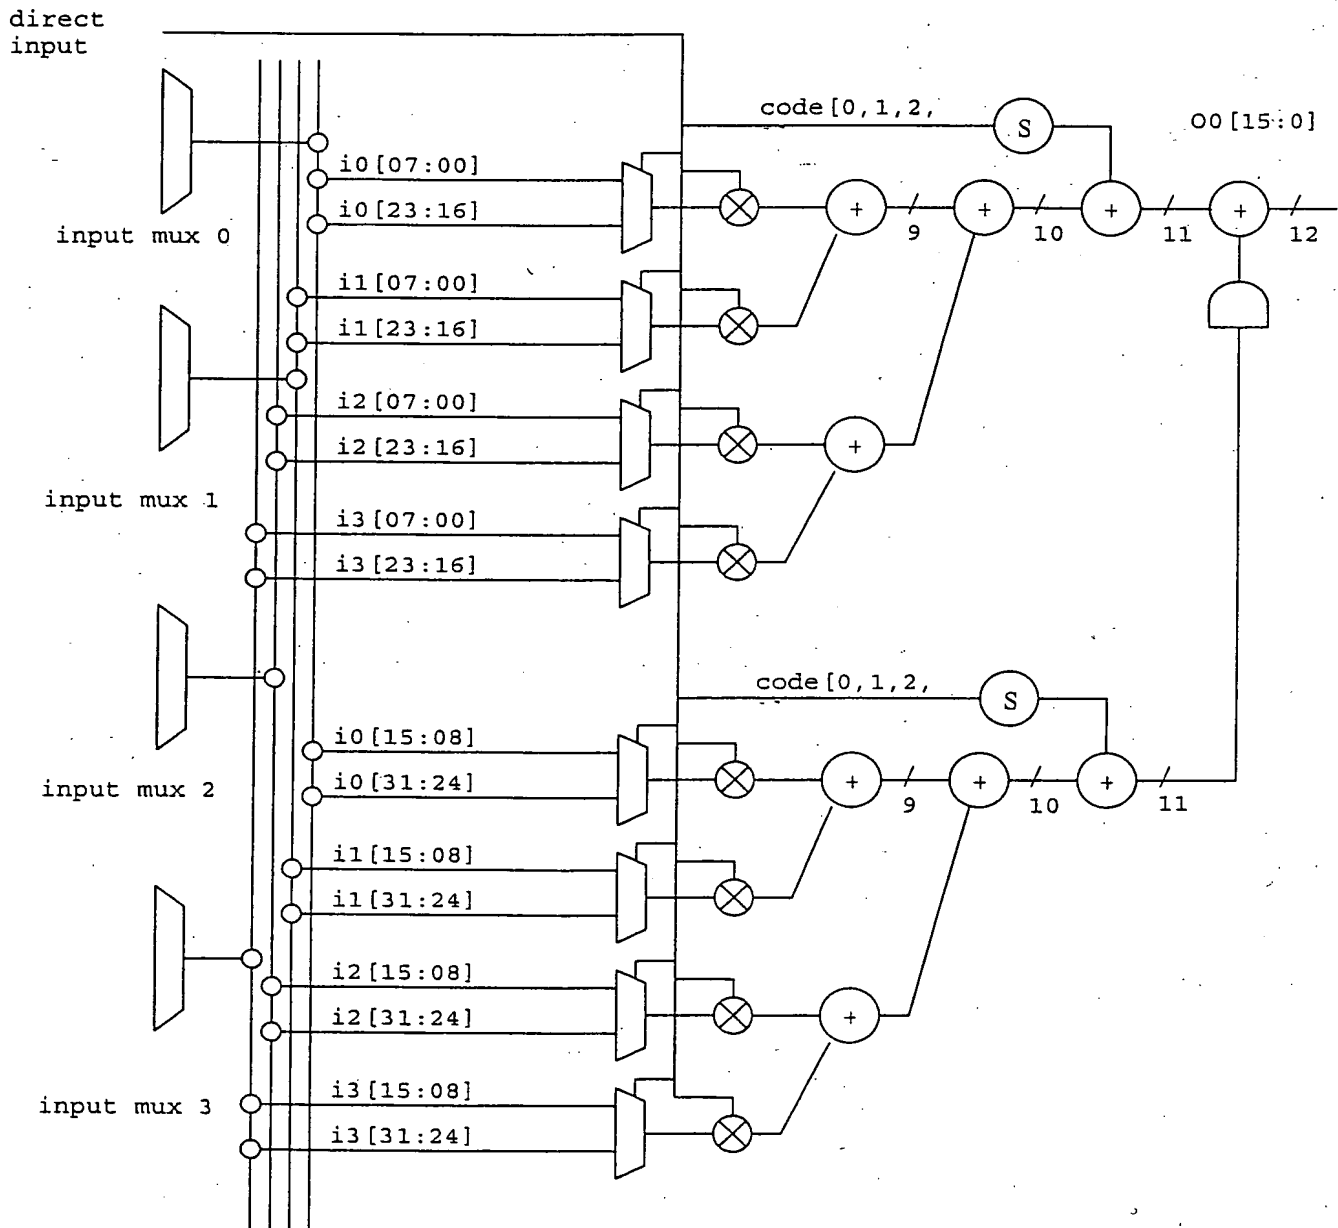 direct
input
code[0,1,2,
S
O0[15:0]
i0[07:00]
i0[23:16]
input mux 0
+
+
+
+
9
10
11
12
i1[07:00]
i1[23:16]
i2[07:00]
i2[23:16]
+
input mux 1
i3[07:00]
i3[23:16]
code[0,1,2,
S
i0[15:08]
i0[31:24]
input mux 2
+
+
+
9
10
11
i1[15:08]
i1[31:24]
i2[15:08]
i2[31:24]
+
input mux 3
i3[15:08]
i3[31:24]